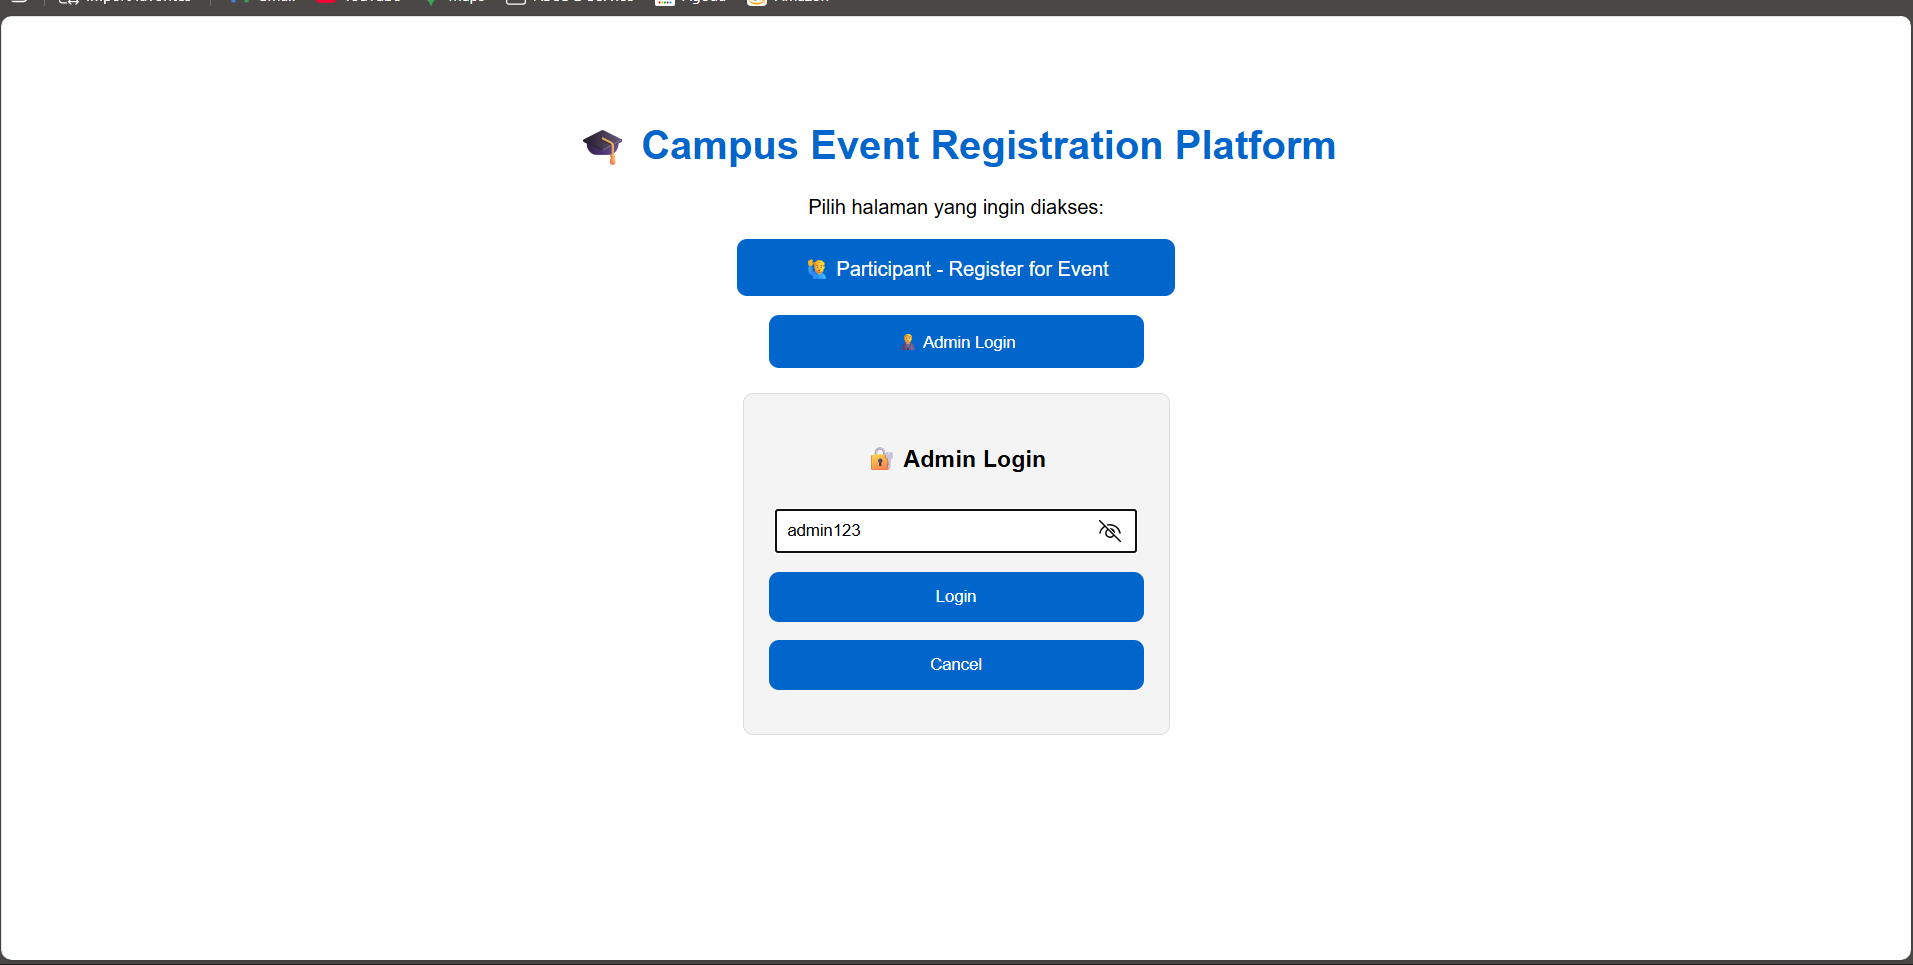 Campus Event Registration Platform
Pilih halaman yang ingin diakses:
Participant - Register for Event
Admin Login
Admin Login
admin123
Login
Cancel